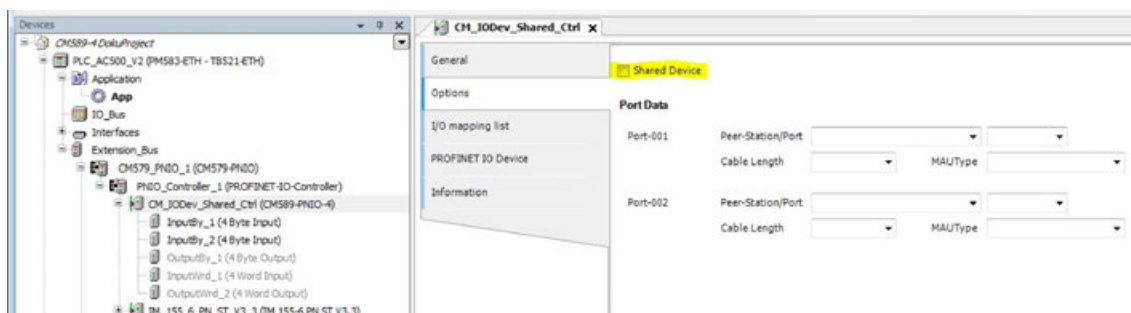 Devices
CM589-4 DokuProject
PLC_AC500_V2 (PM583-ETH - TB521-ETH)
Application
App
IO_Bus
Interfaces
Extension_Bus
CM579_PNIO_1 (CM579-PNIO)
PNIO_Controller_1 (PROFINET-IO-Controller)
CM_IODev_Shared_Ctrl (CM589-PNIO-4)
InputBy_1 (4 Byte Input)
InputBy_2 (4 Byte Input)
OutputBy_1 (4 Byte Output)
InputWrd_1 (4 Word Input)
OutputWrd_2 (4 Word Output)
IM_155_6_PN_ST_V3_3 (IM 155-6 PN ST V3.3)
CM_IODev_Shared_Ctrl x
General
Options
I/O mapping list
PROFINET IO Device
Information
Shared Device
Port Data
Port-001 Peer-Station/Port
Cable Length MAUType
Port-002 Peer-Station/Port
Cable Length MAUType